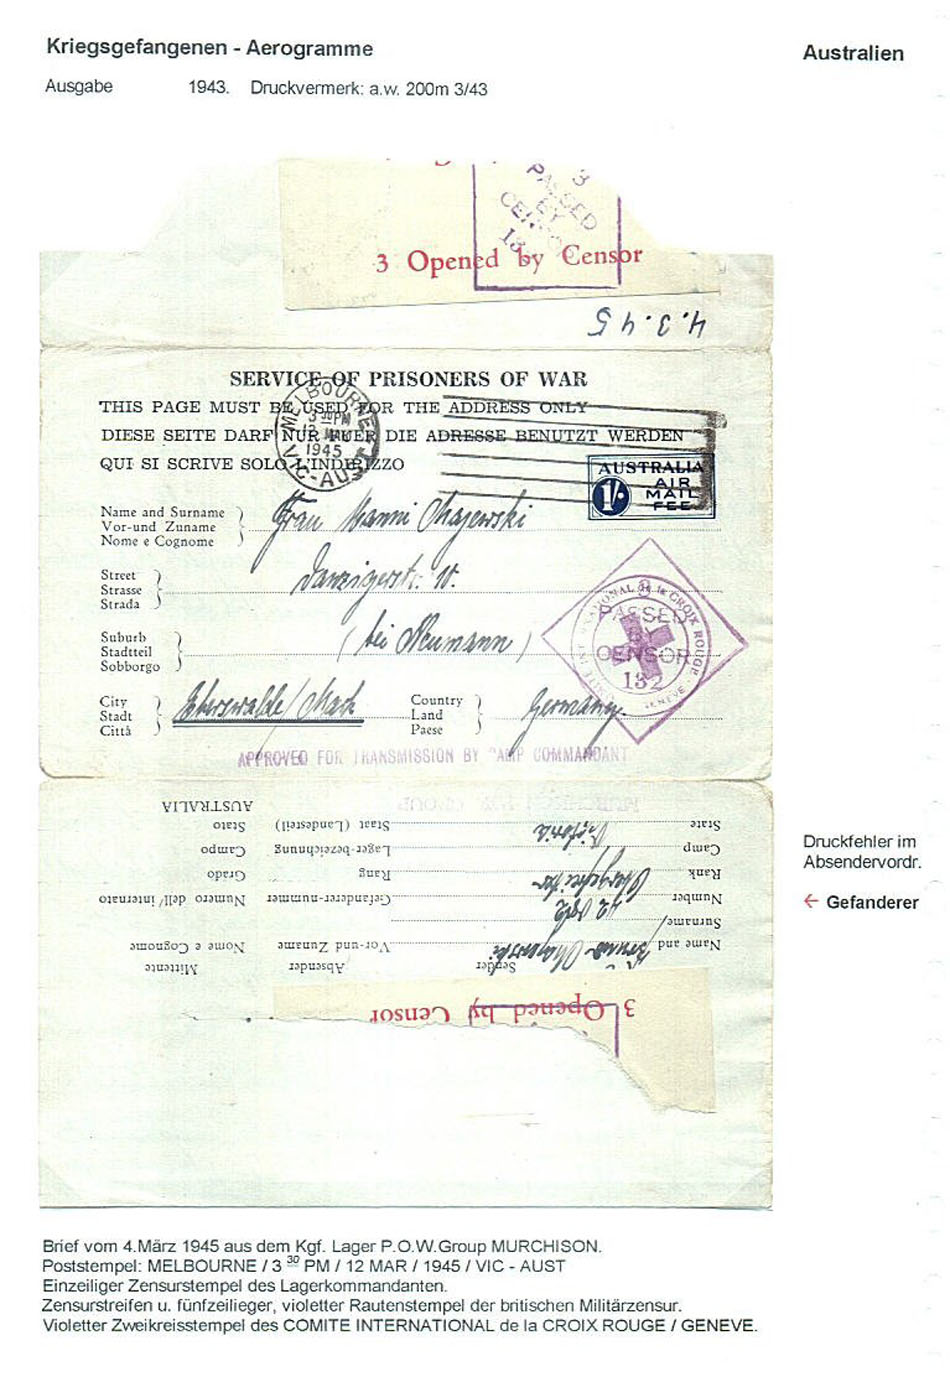 Kriegsgefangenen - Aerogramme
Australien
Ausgabe 1943. Druckvermerk: a.w. 200m 3/43
3
PASSED
BY
CENSOR
3 Opened by Censor
4.3.45
SERVICE OF PRISONERS OF WAR
THIS PAGE MUST BE USED FOR THE ADDRESS ONLY
DIESE SEITE DARF NUR FUER DIE ADRESSE BENUTZT WERDEN
QUI SI SCRIVE SOLO L'INDIRIZZO
MELBOURNE
3 30 PM
12 MAR
1945
VIC-AUST
AUSTRALIA
1/-
AIR
MAIL
FEE
Name and Surname
Vor-und Zuname
Nome e Cognome
Frau Manni Chajewski
Street
Strasse
Strada
Danzigerstr. 10.
Suburb
Stadtteil
Sobborgo
(bei Neumann)
City
Stadt
Città
Eberswalde/Mark
Country
Land
Paese
Germany
3
PASSED
BY
CENSOR
132
COMITE INTERNATIONAL de la CROIX ROUGE
GENEVE
APPROVED FOR TRANSMISSION BY CAMP COMMANDANT
Mittente Absender Sender
Nome e Cognome Vor-und Zuname Name and
Surname
Bruno Chajewski
Numero dell' internato Gefanderer-nummer Number
Grado Rang Rank
Obergefreiter
Campo Lager-bezeichnung Camp
Stato Staat (Landesteil) State
Victoria
AUSTRALIA
MURCHISON P.O.W. GROUP
3 Opened by Censor
Druckfehler im
Absendervordr.
← Gefanderer
Brief vom 4.März 1945 aus dem Kgf. Lager P.O.W.Group MURCHISON.
Poststempel: MELBOURNE / 3 30 PM / 12 MAR / 1945 / VIC - AUST
Einzeiliger Zensurstempel des Lagerkommandanten.
Zensurstreifen u. fünfzeilieger, violetter Rautenstempel der britischen Militärzensur.
Violetter Zweikreisstempel des COMITE INTERNATIONAL de la CROIX ROUGE / GENEVE.